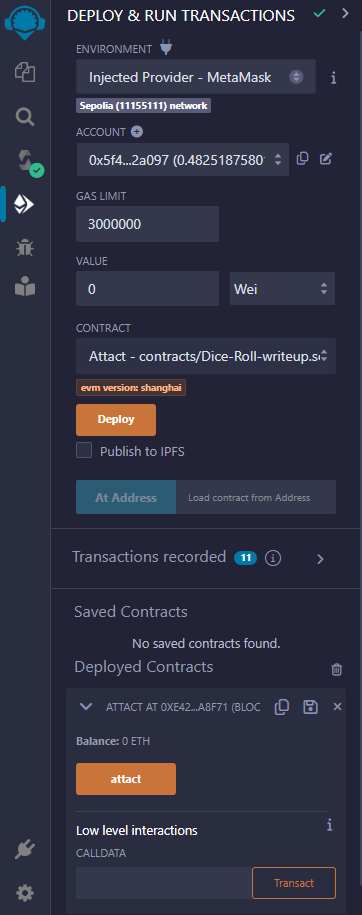 DEPLOY & RUN TRANSACTIONS
ENVIRONMENT
Injected Provider - MetaMask
Sepolia (11155111) network
ACCOUNT
0x5f4...2a097 (0.4825187580
GAS LIMIT
3000000
VALUE
0 Wei
CONTRACT
Attact - contracts/Dice-Roll-writeup.so
evm version: shanghai
Deploy
Publish to IPFS
At Address Load contract from Address
Transactions recorded 11
Saved Contracts
No saved contracts found.
Deployed Contracts
ATTACT AT 0XE42...A8F71 (BLOC
Balance: 0 ETH
attact
Low level interactions
CALLDATA
Transact